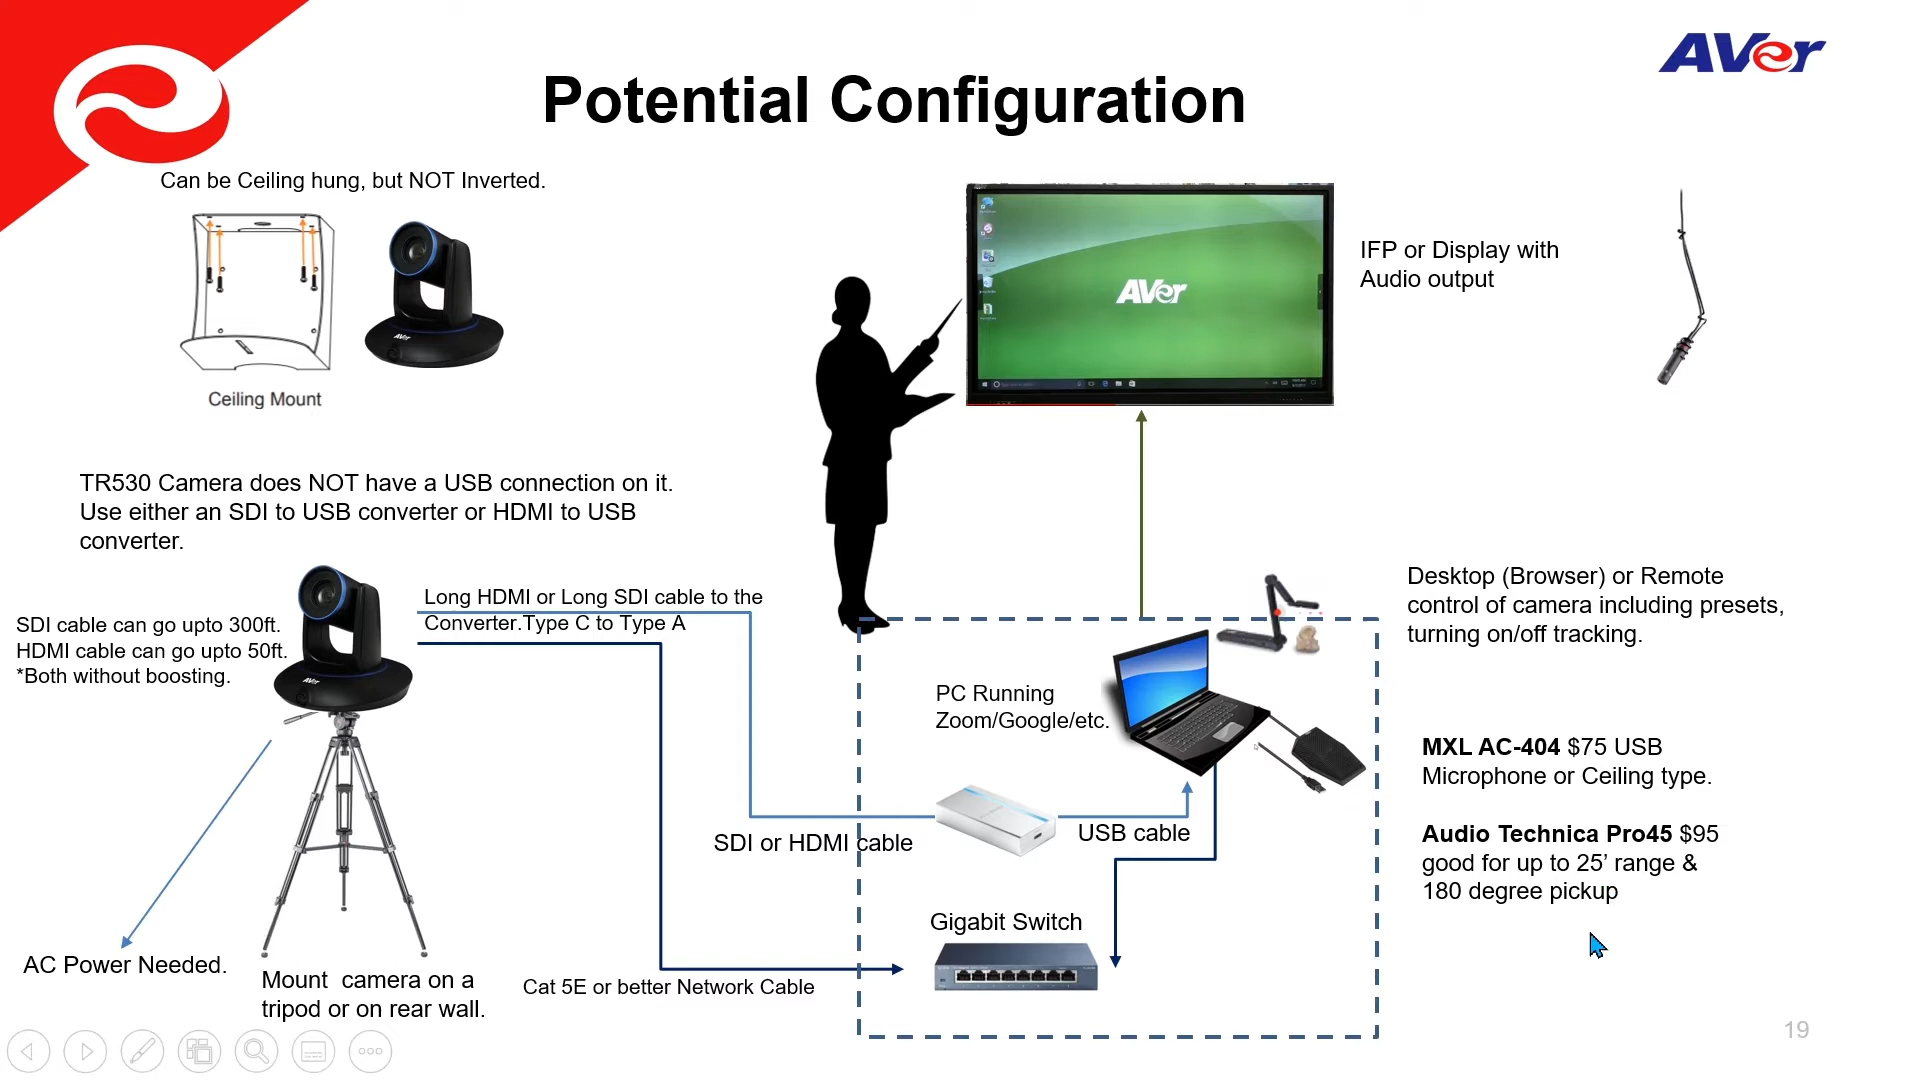 AVer
Potential Configuration
Can be Ceiling hung, but NOT Inverted.
AVer
Ceiling Mount
AVer
IFP or Display with
Audio output
TR530 Camera does NOT have a USB connection on it.
Use either an SDI to USB converter or HDMI to USB
converter.
SDI cable can go upto 300ft.
HDMI cable can go upto 50ft.
*Both without boosting.
AVer
Long HDMI or Long SDI cable to the
Converter.Type C to Type A
Desktop (Browser) or Remote
control of camera including presets,
turning on/off tracking.
PC Running
Zoom/Google/etc.
MXL AC-404 $75 USB
Microphone or Ceiling type.
Audio Technica Pro45 $95
good for up to 25’ range &
180 degree pickup
SDI or HDMI cable
USB cable
Gigabit Switch
AC Power Needed.
Mount  camera on a
tripod or on rear wall.
Cat 5E or better Network Cable
19